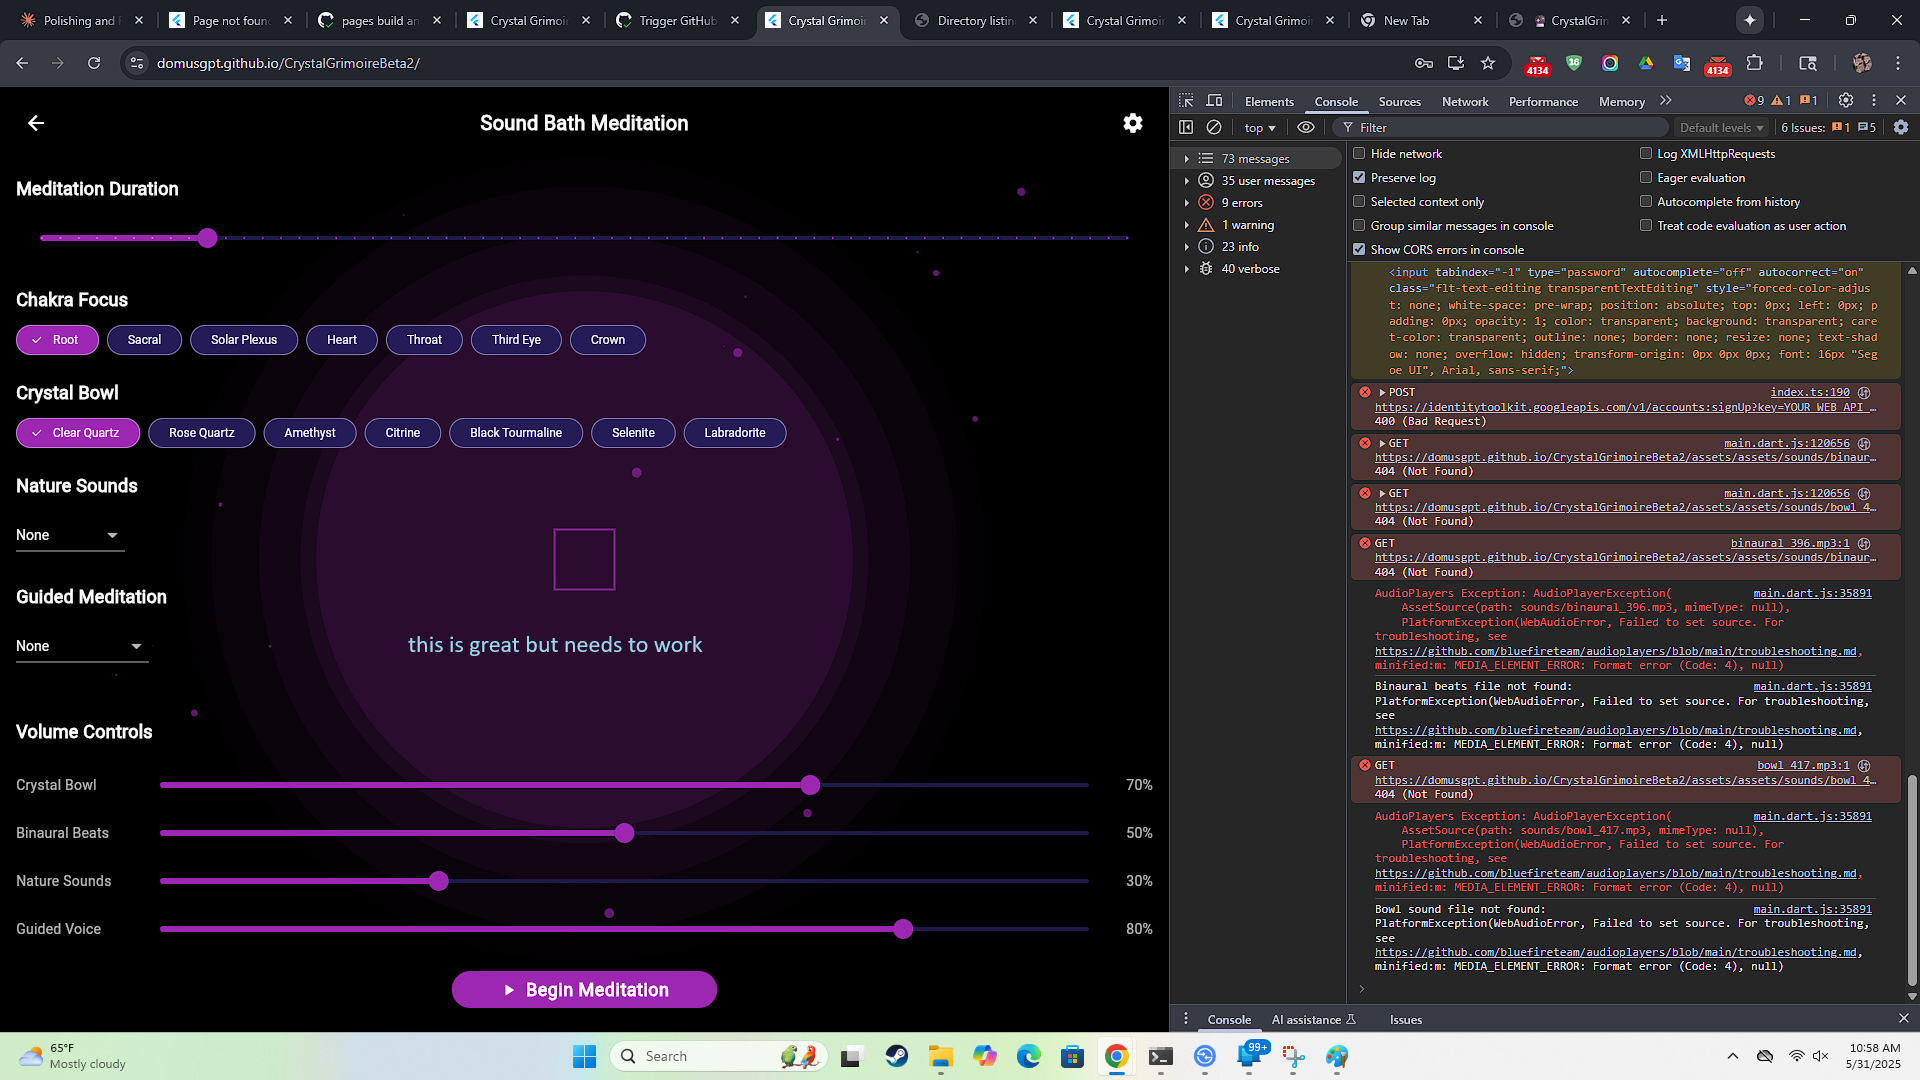 Polishing and F
Page not foun
pages build an
Crystal Grimoi
Trigger GitHub
Crystal Grimoi
Directory listin
Crystal Grimoi
Crystal Grimoi
New Tab
CrystalGrin
domusgpt.github.io/CrystalGrimoireBeta2/
4134
16
4134
Sound Bath Meditation
Meditation Duration
Chakra Focus
Root
Sacral
Solar Plexus
Heart
Throat
Third Eye
Crown
Crystal Bowl
Clear Quartz
Rose Quartz
Amethyst
Citrine
Black Tourmaline
Selenite
Labradorite
Nature Sounds
None
Guided Meditation
None
this is great but needs to work
Volume Controls
Crystal Bowl 70%
Binaural Beats 50%
Nature Sounds 30%
Guided Voice 80%
Begin Meditation
Elements Console Sources Network Performance Memory 9 1 1
top Filter Default levels 6 Issues: 1 5
73 messages
35 user messages
9 errors
1 warning
23 info
40 verbose
Hide network
Log XMLHttpRequests
Preserve log
Eager evaluation
Selected context only
Autocomplete from history
Group similar messages in console
Treat code evaluation as user action
Show CORS errors in console
<input tabindex="-1" type="password" autocomplete="off" autocorrect="on"
class="flt-text-editing transparentTextEditing" style="forced-color-adjus
t: none; white-space: pre-wrap; position: absolute; top: 0px; left: 0px; p
adding: 0px; opacity: 1; color: transparent; background: transparent; care
t-color: transparent; outline: none; border: none; resize: none; text-shad
ow: none; overflow: hidden; transform-origin: 0px 0px 0px; font: 16px "Seg
oe UI", Arial, sans-serif;">
POST index.ts:190
https://identitytoolkit.googleapis.com/v1/accounts:signUp?key=YOUR_WEB_API_…
400 (Bad Request)
GET main.dart.js:120656
https://domusgpt.github.io/CrystalGrimoireBeta2/assets/assets/sounds/binaur…
404 (Not Found)
GET main.dart.js:120656
https://domusgpt.github.io/CrystalGrimoireBeta2/assets/assets/sounds/bowl_4…
404 (Not Found)
GET binaural_396.mp3:1
https://domusgpt.github.io/CrystalGrimoireBeta2/assets/assets/sounds/binaur…
404 (Not Found)
AudioPlayers Exception: AudioPlayerException( main.dart.js:35891
AssetSource(path: sounds/binaural_396.mp3, mimeType: null),
PlatformException(WebAudioError, Failed to set source. For
troubleshooting, see
https://github.com/bluefireteam/audioplayers/blob/main/troubleshooting.md,
minified:m: MEDIA_ELEMENT_ERROR: Format error (Code: 4), null)
Binaural beats file not found: main.dart.js:35891
PlatformException(WebAudioError, Failed to set source. For troubleshooting,
see
https://github.com/bluefireteam/audioplayers/blob/main/troubleshooting.md,
minified:m: MEDIA_ELEMENT_ERROR: Format error (Code: 4), null)
GET bowl_417.mp3:1
https://domusgpt.github.io/CrystalGrimoireBeta2/assets/assets/sounds/bowl_4…
404 (Not Found)
AudioPlayers Exception: AudioPlayerException( main.dart.js:35891
AssetSource(path: sounds/bowl_417.mp3, mimeType: null),
PlatformException(WebAudioError, Failed to set source. For
troubleshooting, see
https://github.com/bluefireteam/audioplayers/blob/main/troubleshooting.md,
minified:m: MEDIA_ELEMENT_ERROR: Format error (Code: 4), null)
Bowl sound file not found: main.dart.js:35891
PlatformException(WebAudioError, Failed to set source. For troubleshooting,
see
https://github.com/bluefireteam/audioplayers/blob/main/troubleshooting.md,
minified:m: MEDIA_ELEMENT_ERROR: Format error (Code: 4), null)
Console AI assistance Issues
65°F
Mostly cloudy
Search
99+
10:58 AM
5/31/2025